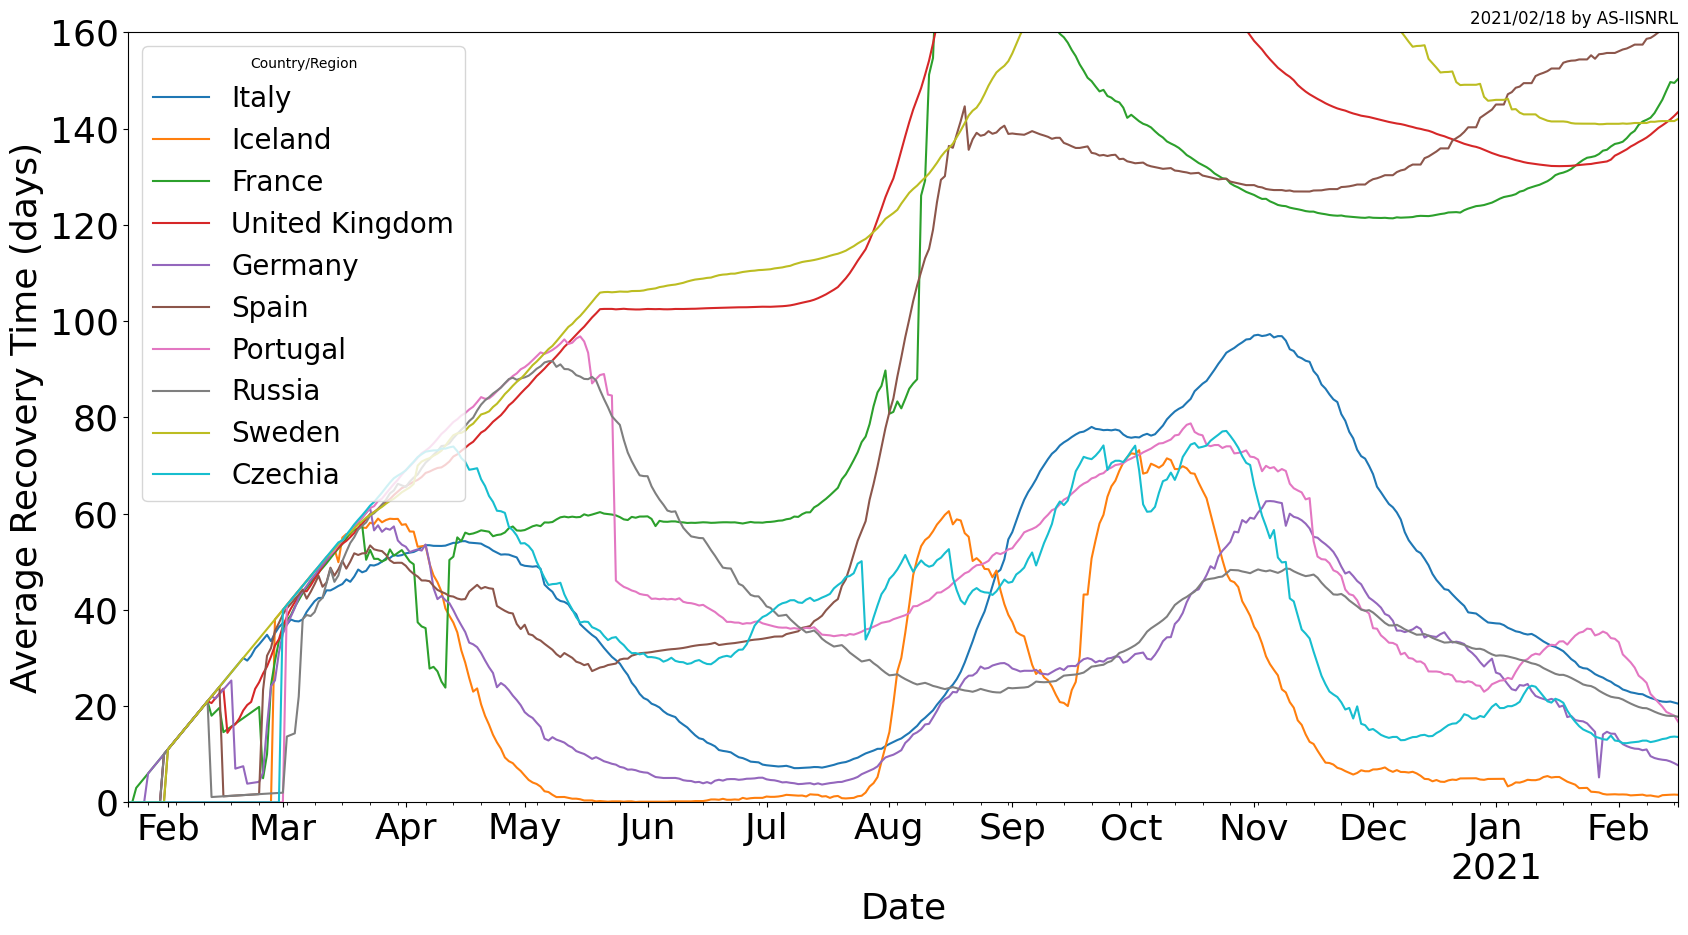 2021/02/18 by AS-IISNRL
Average Recovery Time (days)
160
140
120
100
80
60
40
20
0
Country/Region
Italy
Iceland
France
United Kingdom
Germany
Spain
Portugal
Russia
Sweden
Czechia
Feb Mar Apr May Jun Jul Aug Sep Oct Nov Dec Jan Feb
2021
Date